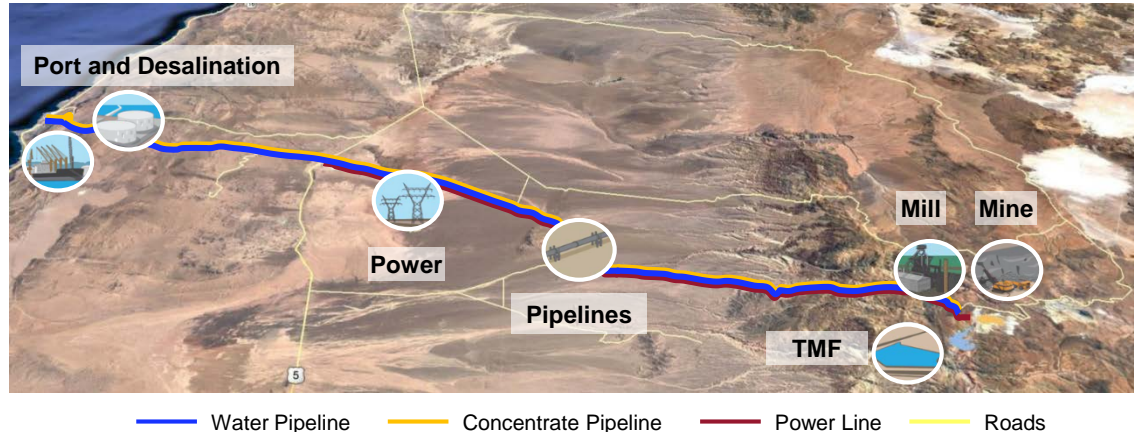 Port and Desalination
Mill
Mine
Power
Pipelines
TMF
5
Water Pipeline
Concentrate Pipeline
Power Line
Roads